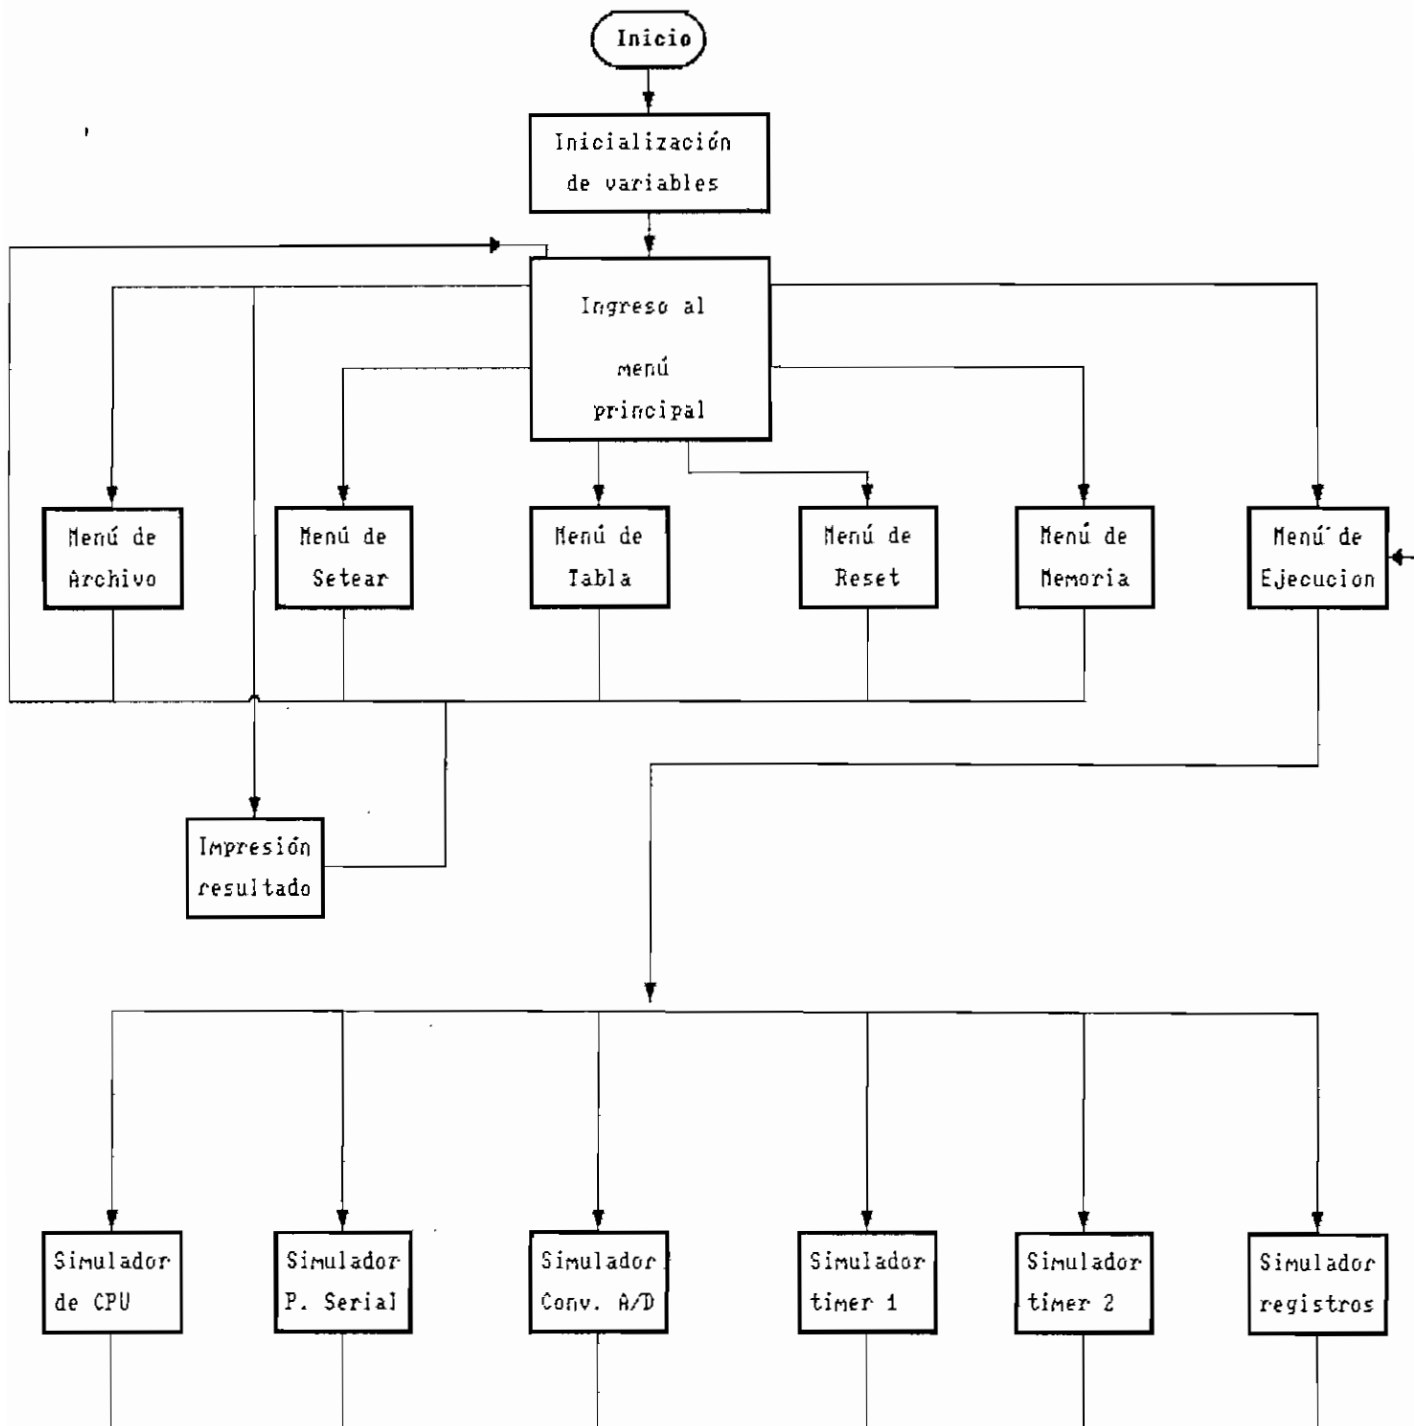 Inicio
Inicialización
de variables
Ingreso al
menú
principal
Menú de
Archivo
Menú de
Setear
Menú de
Tabla
Menú de
Reset
Menú de
Memoria
Menú de
Ejecucion
Impresión
resultado
Simulador
de CPU
Simulador
P. Serial
Simulador
Conv. A/D
Simulador
timer 1
Simulador
timer 2
Simulador
registros